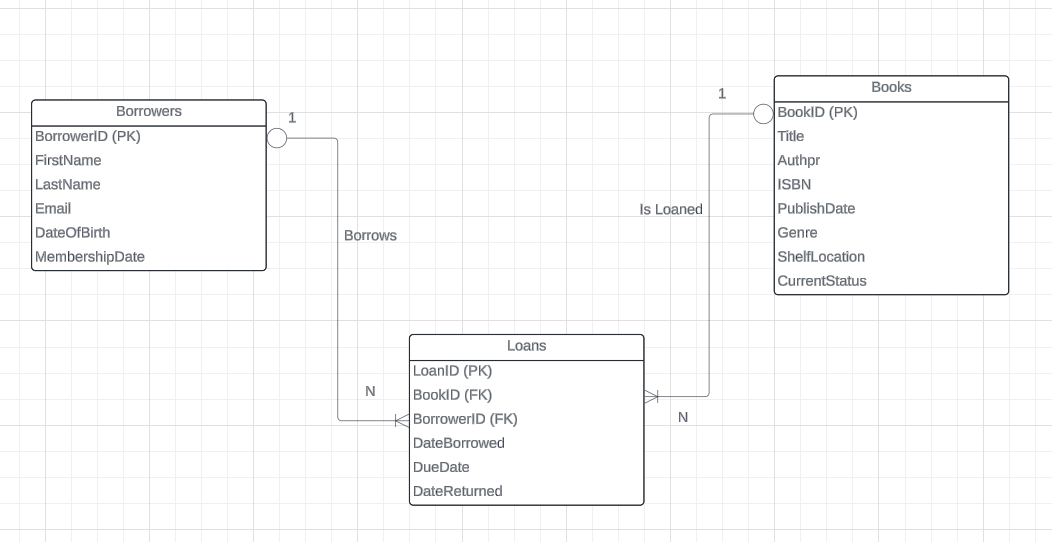 Borrowers
BorrowerID (PK)
FirstName
LastName
Email
DateOfBirth
MembershipDate
1
Borrows
N
Books
BookID (PK)
Title
Authpr
ISBN
PublishDate
Genre
ShelfLocation
CurrentStatus
1
Is Loaned
N
Loans
LoanID (PK)
BookID (FK)
BorrowerID (FK)
DateBorrowed
DueDate
DateReturned